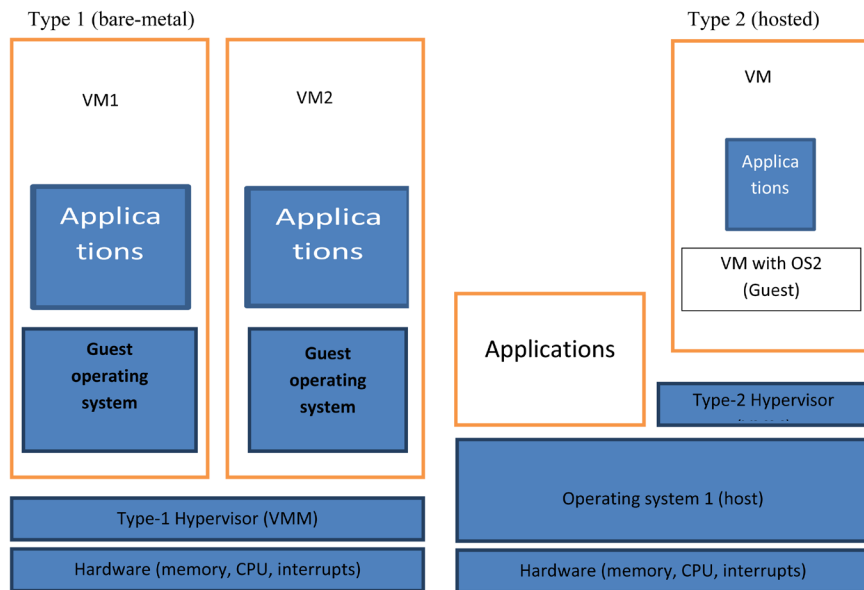 Type 1 (bare-metal)
VM1
Applica
tions
Guest
operating
system
VM2
Applica
tions
Guest
operating
system
Type-1 Hypervisor (VMM)
Hardware (memory, CPU, interrupts)
Type 2 (hosted)
VM
Applica
tions
VM with OS2
(Guest)
Applications
Type-2 Hypervisor
Operating system 1 (host)
Hardware (memory, CPU, interrupts)